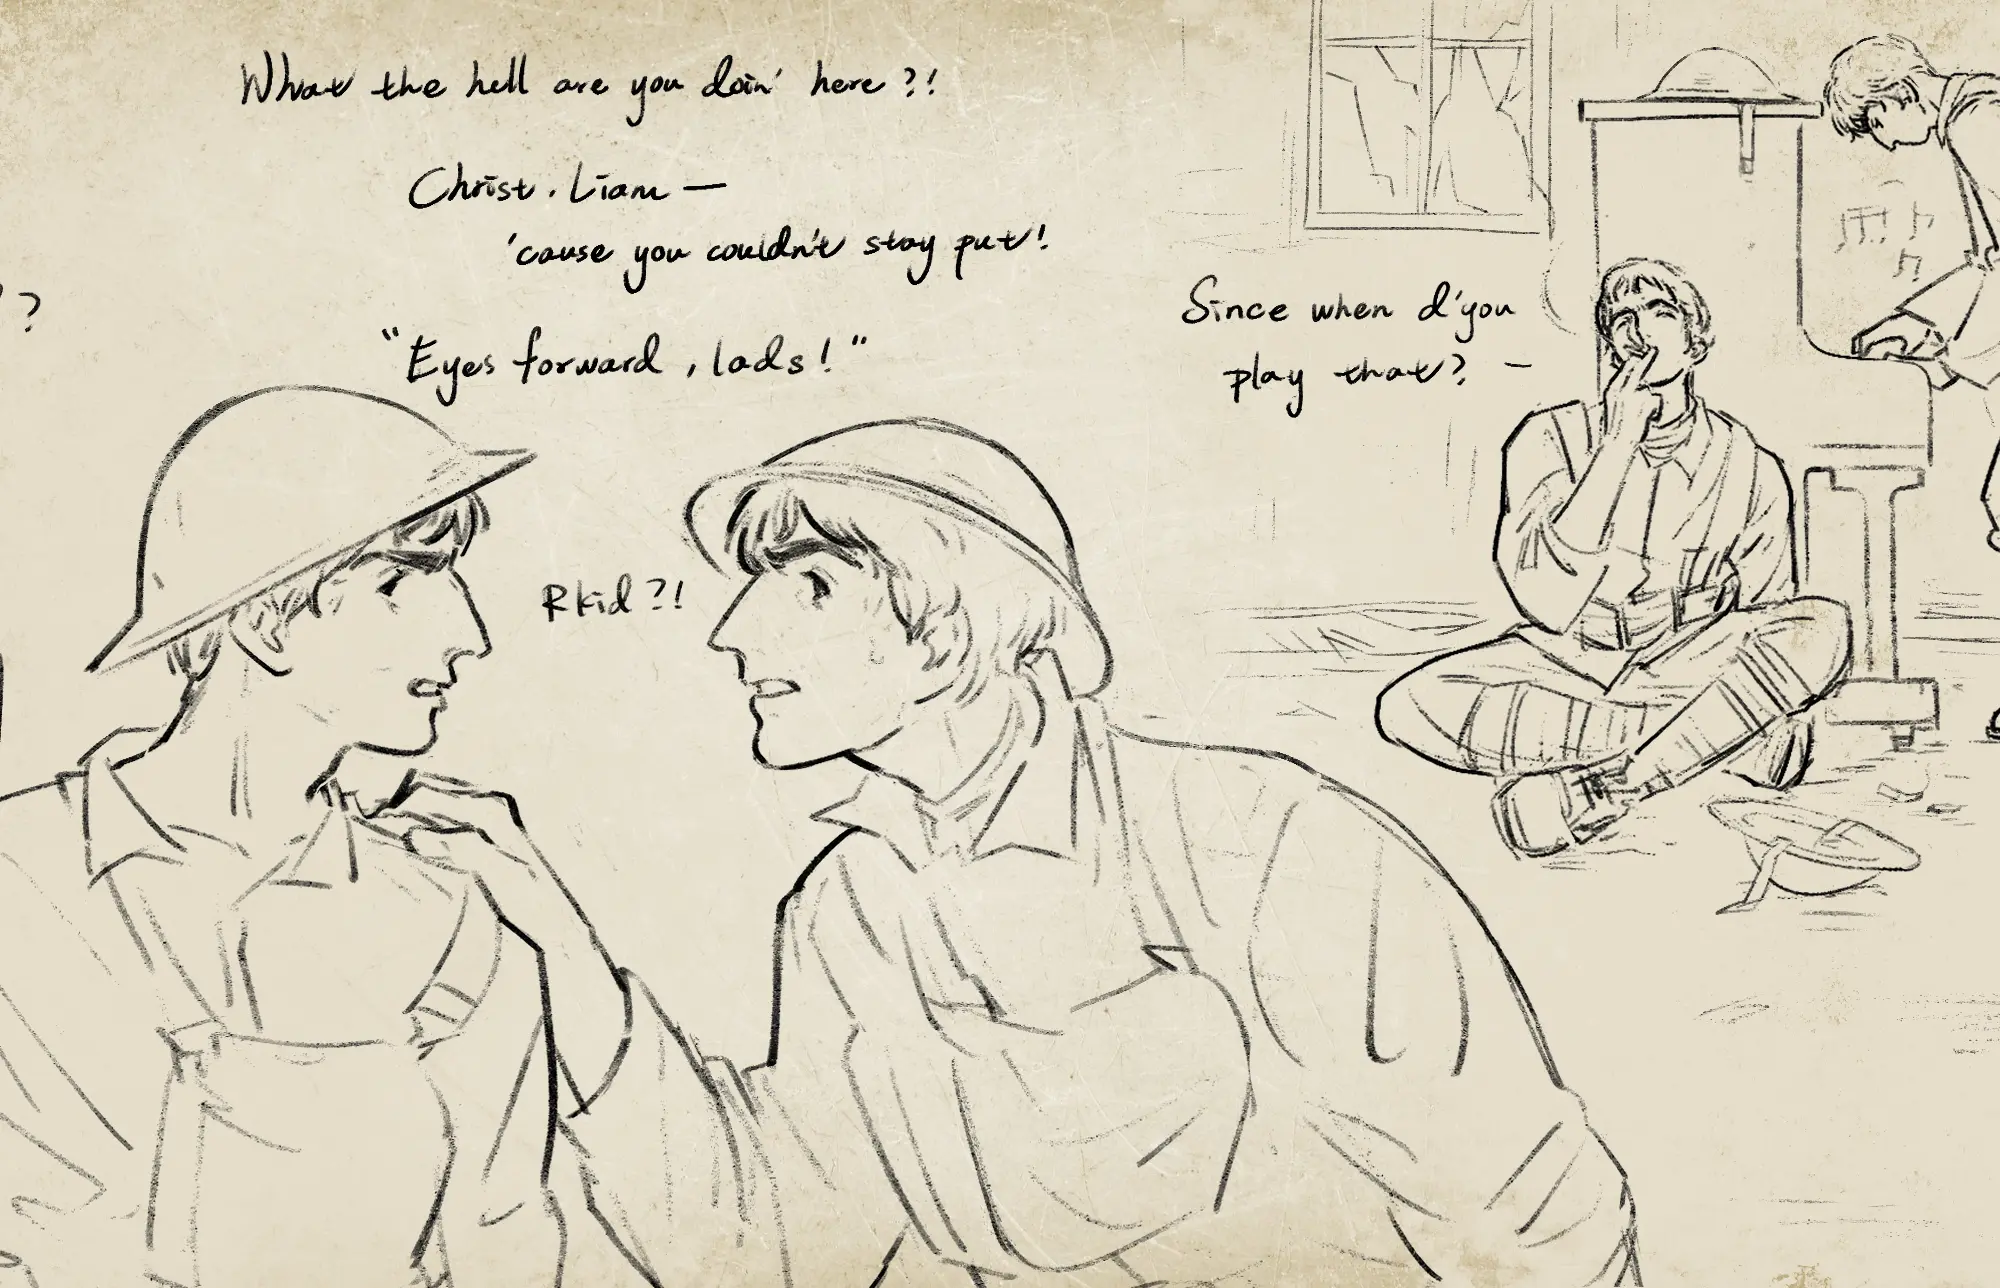 What the hell are you doin' here?!
Christ. Liam —
'cause you couldn't stay put!
' ?
"Eyes forward, lads!"
Rkid?!
Since when d'you
play that? —